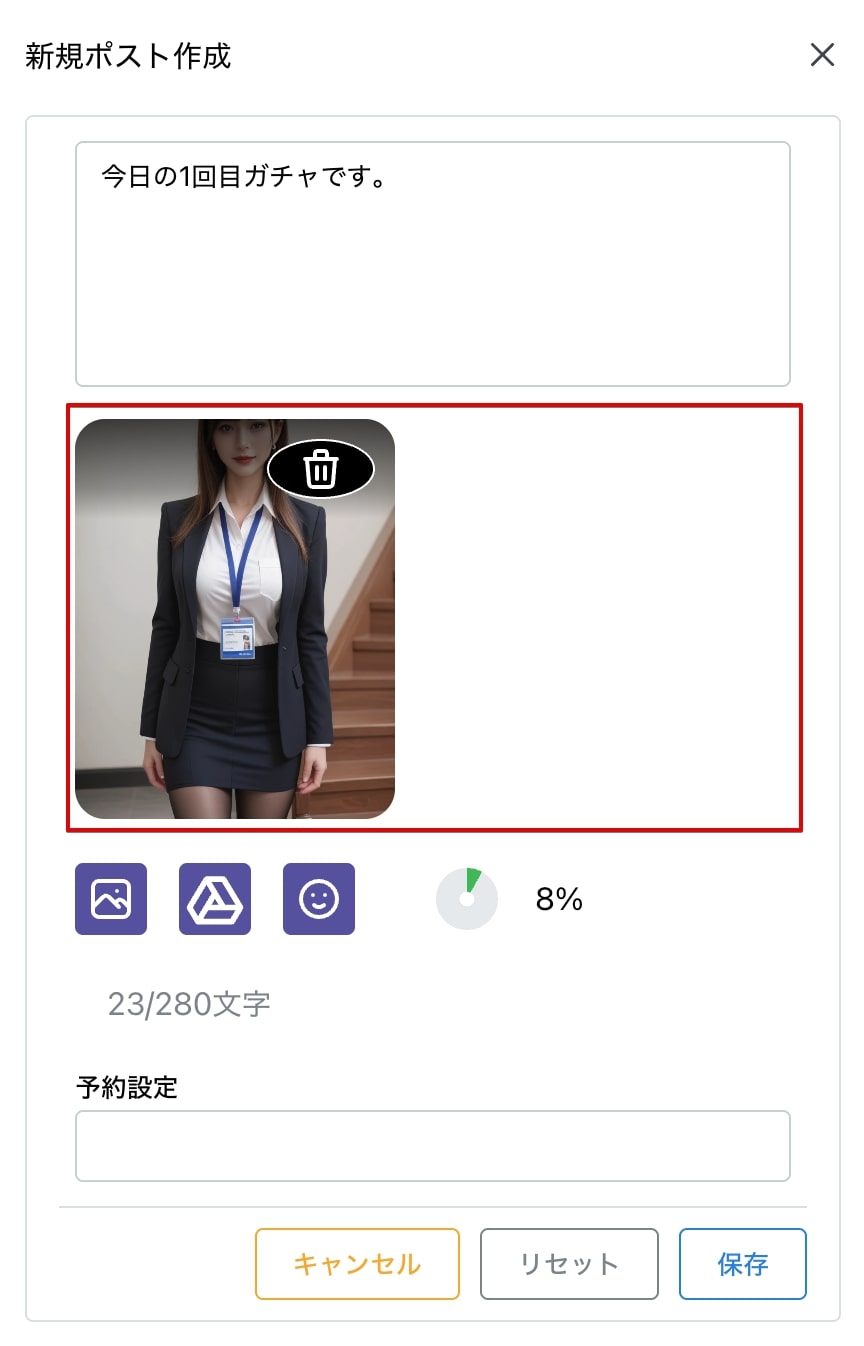 新規ポスト作成
今日の1回目ガチャです。
8%
23/280文字
予約設定
キャンセル
リセット
保存